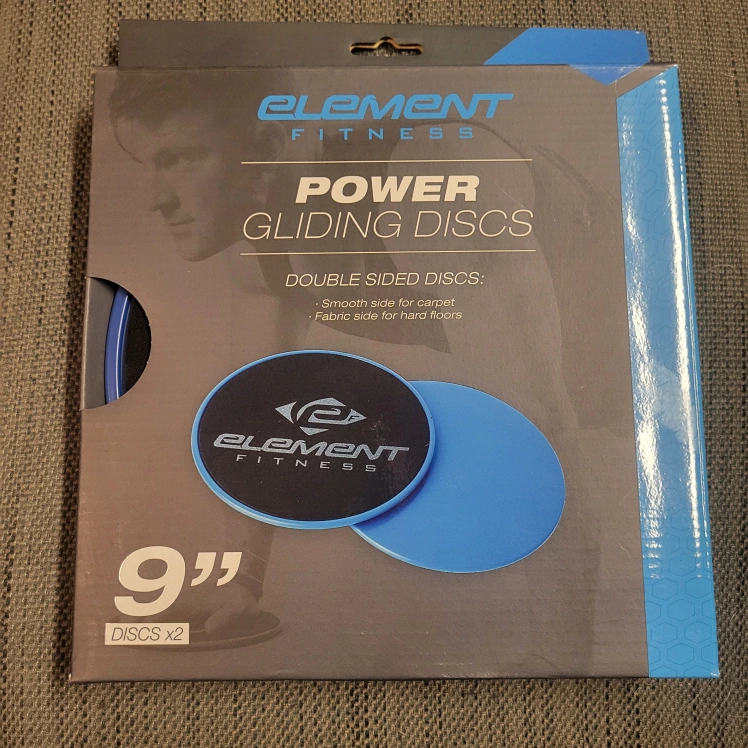 ELEMENT
FITNESS
POWER
GLIDING DISCS
DOUBLE SIDED DISCS:
· Smooth side for carpet
· Fabric side for hard floors
EF
ELEMENT
FITNESS
9”
DISCS x2